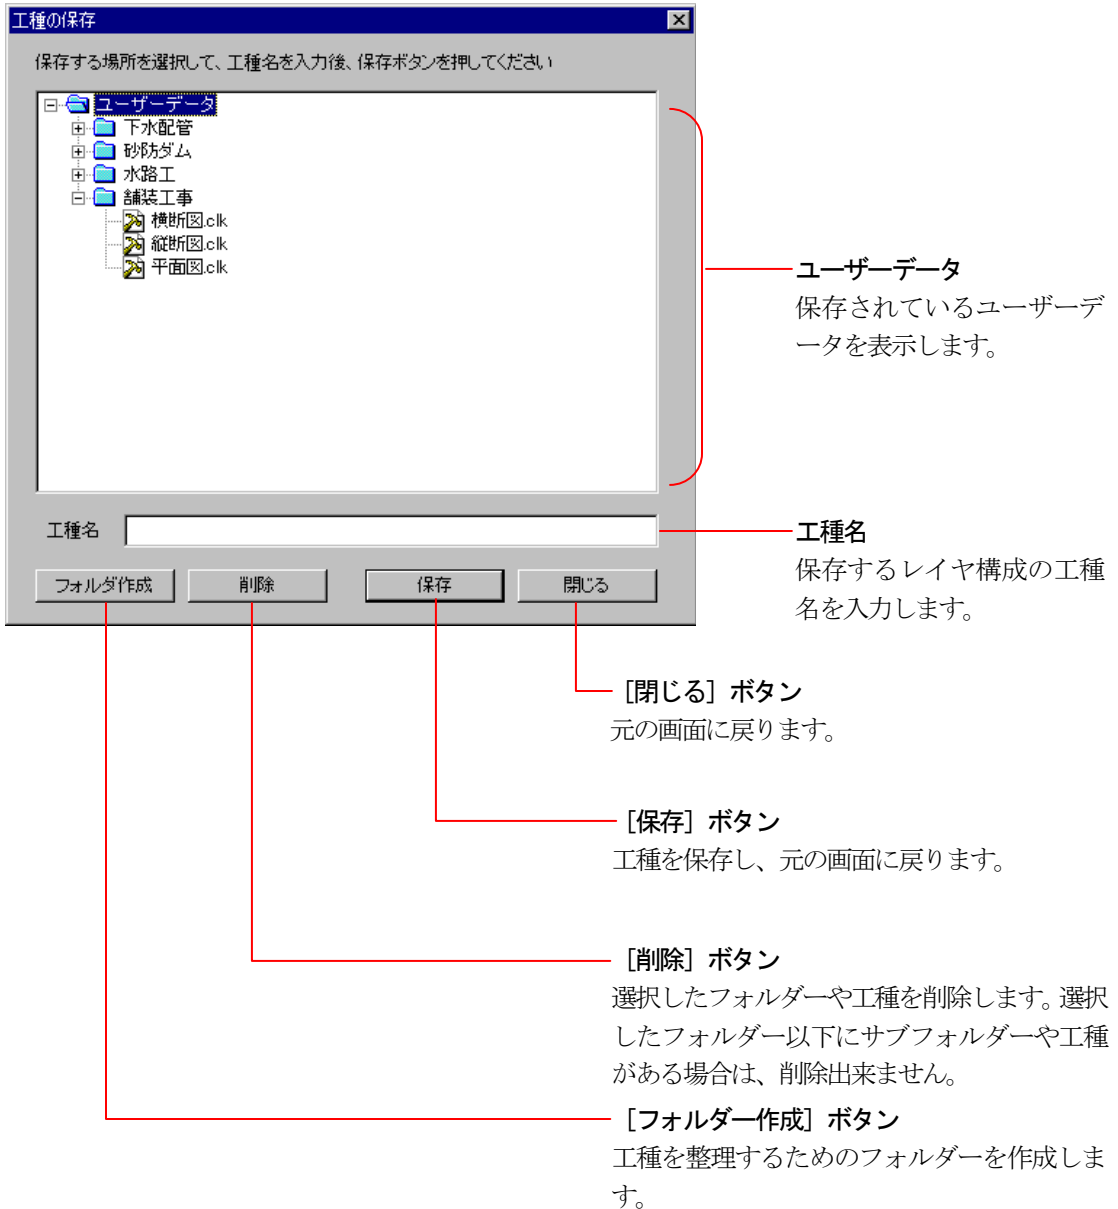 工種の保存
保存する場所を選択して、工種名を入力後、保存ボタンを押してください
ユーザーデータ
下水配管
砂防ダム
水路工
舗装工事
横断図.clk
縦断図.clk
平面図.clk
工種名
フォルダ作成 削除 保存 閉じる
ユーザーデータ
保存されているユーザーデ
ータを表示します。
工種名
保存するレイヤ構成の工種
名を入力します。
［閉じる］ボタン
元の画面に戻ります。
［保存］ボタン
工種を保存し、元の画面に戻ります。
［削除］ボタン
選択したフォルダーや工種を削除します。選択
したフォルダー以下にサブフォルダーや工種
がある場合は、削除出来ません。
［フォルダー作成］ボタン
工種を整理するためのフォルダーを作成しま
す。